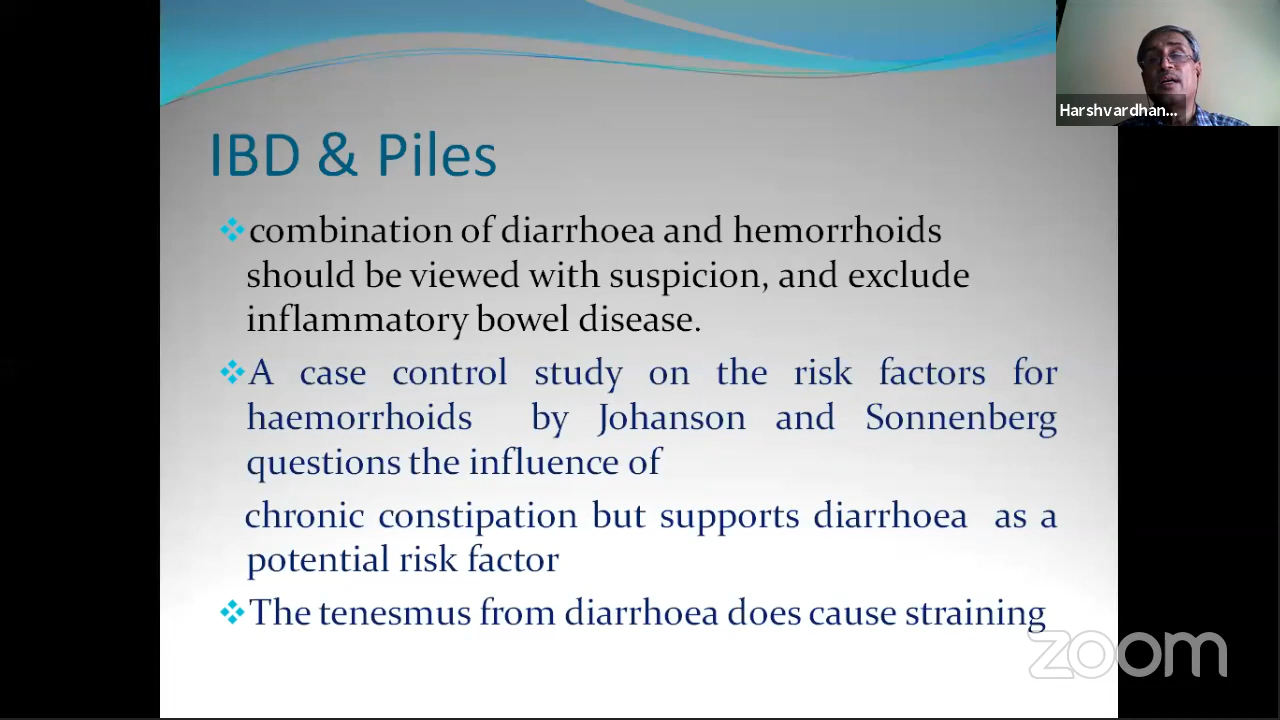 Harshvardhan...
IBD & Piles
combination of diarrhoea and hemorrhoids
should be viewed with suspicion, and exclude
inflammatory bowel disease.
A case control study on the risk factors for
haemorrhoids by Johanson and Sonnenberg
questions the influence of
chronic constipation but supports diarrhoea as a
potential risk factor
The tenesmus from diarrhoea does cause straining
zoom